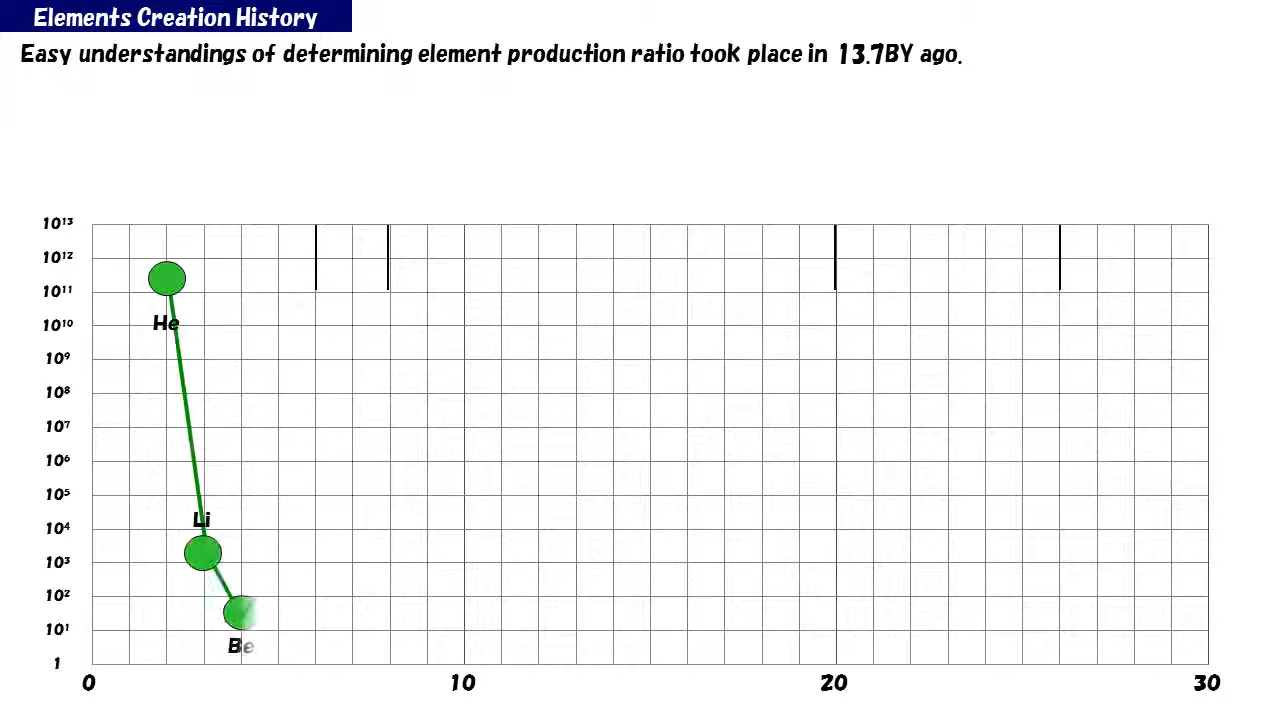 Elements Creation History
Easy understandings of determining element production ratio took place in 13.7BY ago.
10¹³
10¹²
10¹¹
10¹⁰
10⁹
10⁸
10⁷
10⁶
10⁵
10⁴
10³
10²
10¹
1
He
Li
Be
0 10 20 30